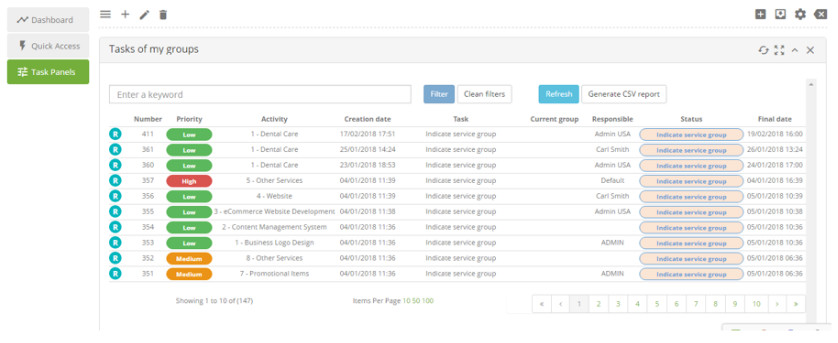 Dashboard
Quick Access
Task Panels
Tasks of my groups
Enter a keyword Filter Clean filters Refresh Generate CSV report
Number Priority Activity Creation date Task Current group Responsible Status Final date
R 411 Low 1 - Dental Care 17/02/2018 17:51 Indicate service group Admin USA Indicate service group 19/02/2018 16:00
R 361 Low 1 - Dental Care 25/01/2018 14:24 Indicate service group Carl Smith Indicate service group 26/01/2018 13:24
R 360 Low 1 - Dental Care 23/01/2018 18:53 Indicate service group Admin USA Indicate service group 24/01/2018 17:00
R 357 High 5 - Other Services 04/01/2018 11:39 Indicate service group Default Indicate service group 04/01/2018 16:39
R 356 Low 4 - Website 04/01/2018 11:39 Indicate service group Carl Smith Indicate service group 05/01/2018 10:39
R 355 Low 3 - eCommerce Website Development 04/01/2018 11:38 Indicate service group Admin USA Indicate service group 05/01/2018 10:38
R 354 Low 2 - Content Management System 04/01/2018 11:36 Indicate service group Indicate service group 05/01/2018 10:36
R 353 Low 1 - Business Logo Design 04/01/2018 11:36 Indicate service group ADMIN Indicate service group 05/01/2018 10:36
R 352 Medium 8 - Other Services 04/01/2018 11:36 Indicate service group Indicate service group 05/01/2018 06:36
R 351 Medium 7 - Promotional Items 04/01/2018 11:36 Indicate service group ADMIN Indicate service group 05/01/2018 06:36
Showing 1 to 10 of (147) Items Per Page 10 50 100 « ‹ 1 2 3 4 5 6 7 8 9 10 › »